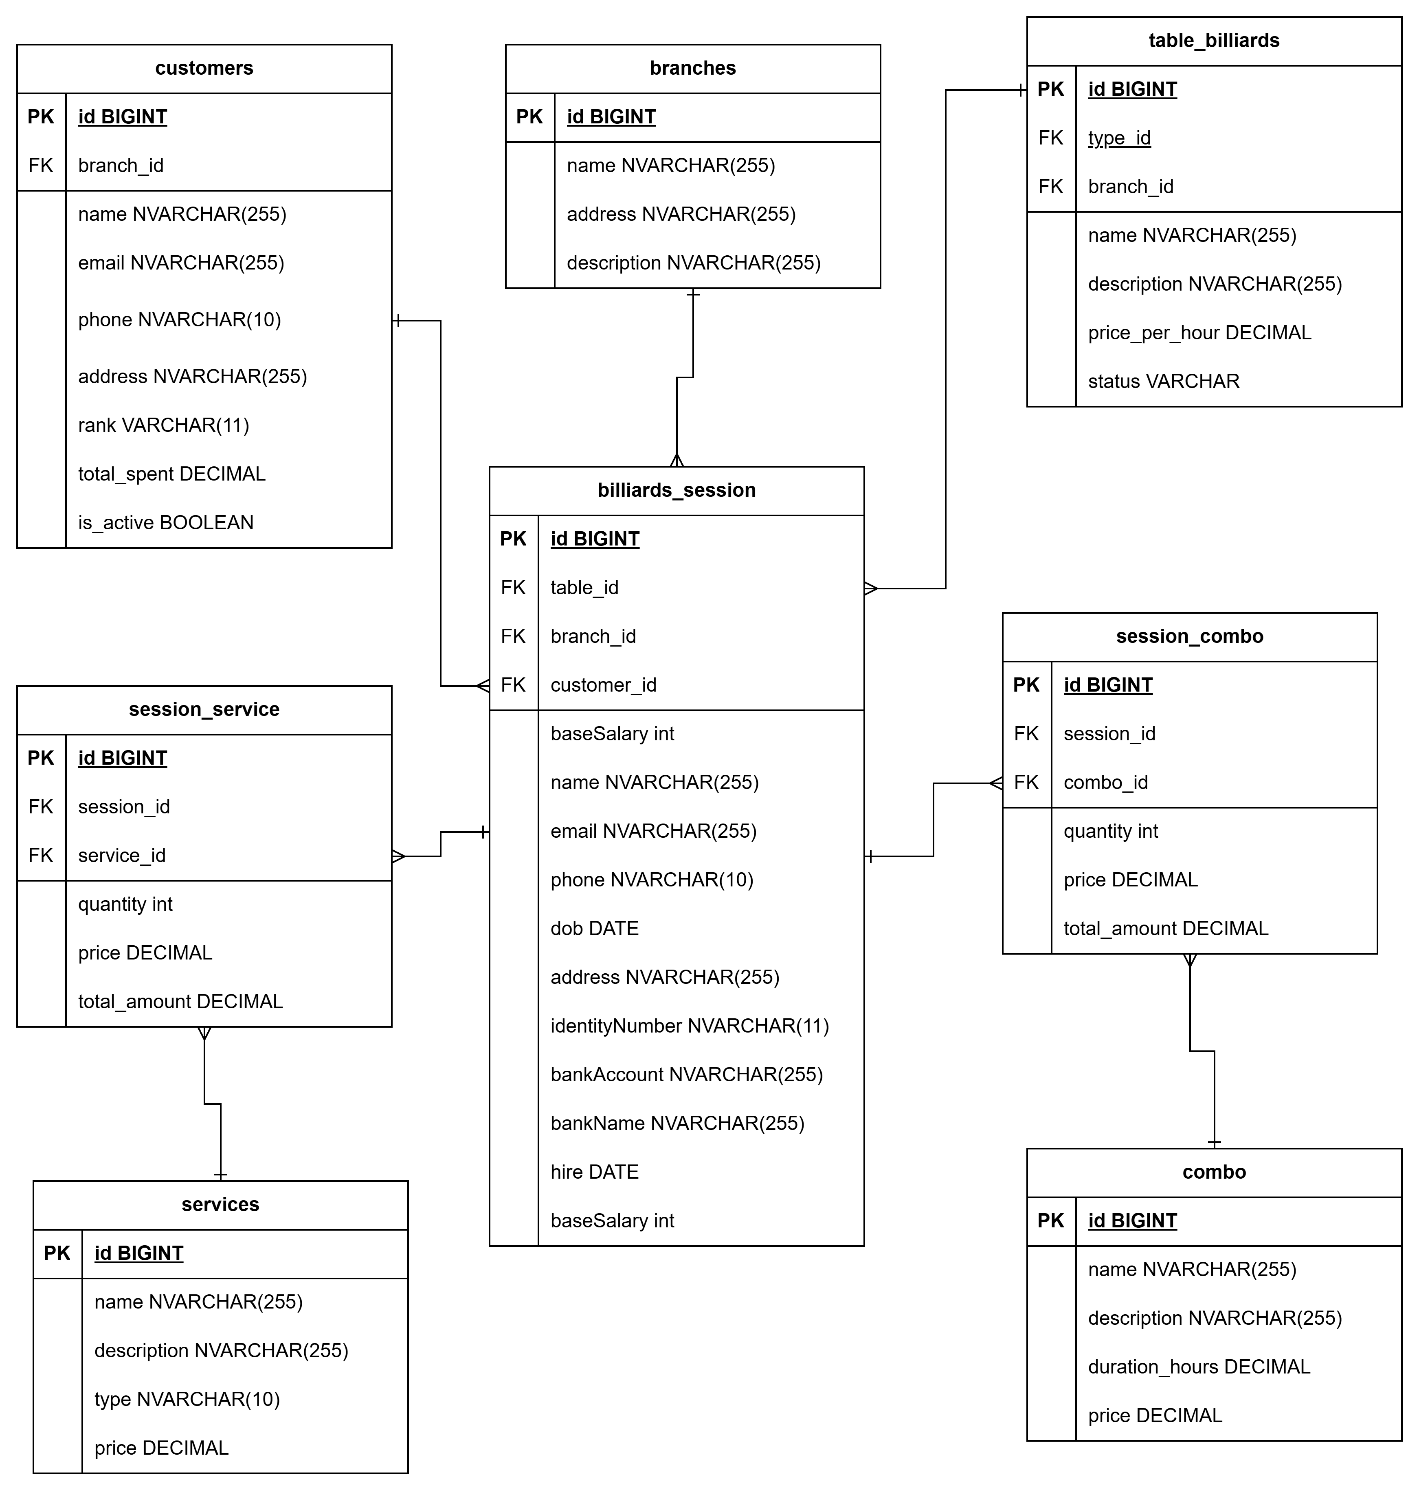 customers
PK id BIGINT
FK branch_id
name NVARCHAR(255)
email NVARCHAR(255)
phone NVARCHAR(10)
address NVARCHAR(255)
rank VARCHAR(11)
total_spent DECIMAL
is_active BOOLEAN
branches
PK id BIGINT
name NVARCHAR(255)
address NVARCHAR(255)
description NVARCHAR(255)
table_billiards
PK id BIGINT
FK type_id
FK branch_id
name NVARCHAR(255)
description NVARCHAR(255)
price_per_hour DECIMAL
status VARCHAR
billiards_session
PK id BIGINT
FK table_id
FK branch_id
FK customer_id
baseSalary int
name NVARCHAR(255)
email NVARCHAR(255)
phone NVARCHAR(10)
dob DATE
address NVARCHAR(255)
identityNumber NVARCHAR(11)
bankAccount NVARCHAR(255)
bankName NVARCHAR(255)
hire DATE
baseSalary int
session_combo
PK id BIGINT
FK session_id
FK combo_id
quantity int
price DECIMAL
total_amount DECIMAL
session_service
PK id BIGINT
FK session_id
FK service_id
quantity int
price DECIMAL
total_amount DECIMAL
services
PK id BIGINT
name NVARCHAR(255)
description NVARCHAR(255)
type NVARCHAR(10)
price DECIMAL
combo
PK id BIGINT
name NVARCHAR(255)
description NVARCHAR(255)
duration_hours DECIMAL
price DECIMAL